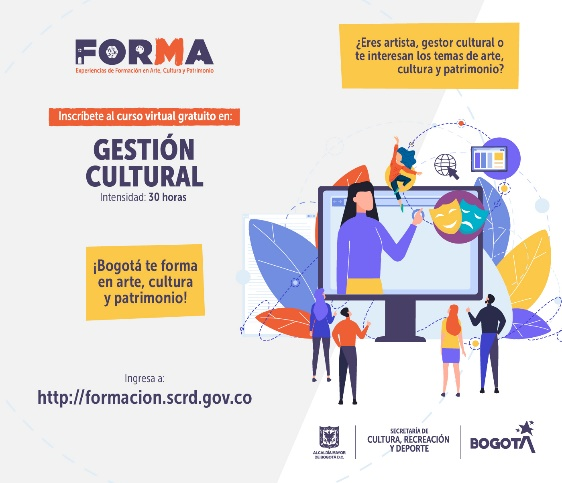 FORMA
Experiencias de Formación en Arte, Cultura y Patrimonio
¿Eres artista, gestor cultural o
te interesan los temas de arte,
cultura y patrimonio?
Inscríbete al curso virtual gratuito en:
GESTIÓN
CULTURAL
Intensidad: 30 horas
¡Bogotá te forma
en arte, cultura
y patrimonio!
Ingresa a:
http://formacion.scrd.gov.co
ALCALDÍA MAYOR
DE BOGOTÁ D.C.
SECRETARÍA DE
CULTURA, RECREACIÓN
Y DEPORTE
BOGOTÁ